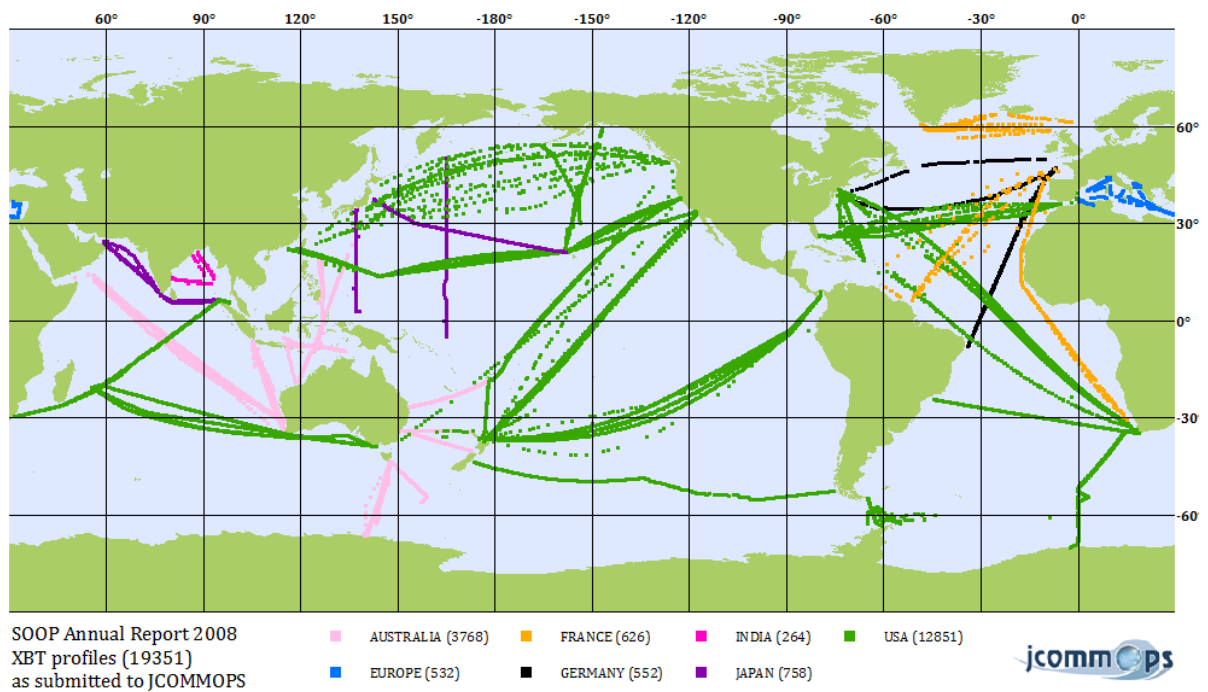 60° 90° 120° 150° -180° -150° -120° -90° -60° -30° 0°
60°
30°
0°
-30°
-60°
SOOP Annual Report 2008
XBT profiles (19351)
as submitted to JCOMMOPS
AUSTRALIA (3768) FRANCE (626) INDIA (264) USA (12851)
EUROPE (532) GERMANY (552) JAPAN (758)
jcommops